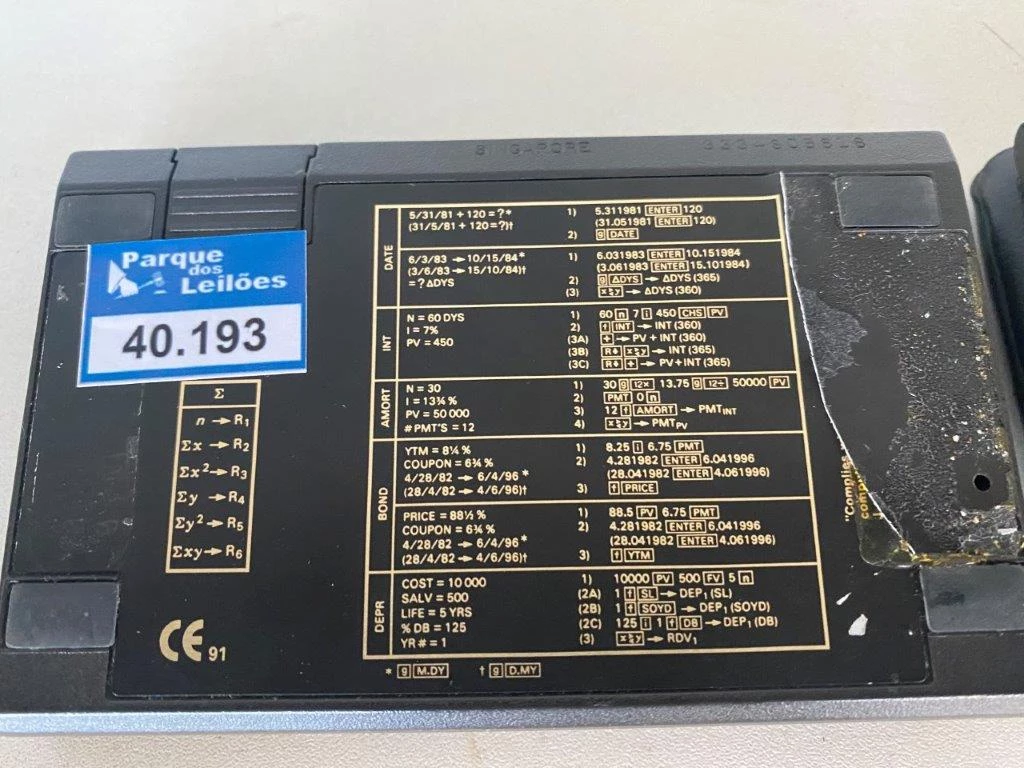 SINGAPORE
Parque
dos
Leilões
40.193
Σ
n → R₁
Σx → R₂
Σx² → R₃
Σy → R₄
Σy² → R₅
Σxy → R₆
CE 91
DATE
5/31/81 + 120 = ?* 1) 5.311981 ENTER 120
(31/5/81 + 120 = ?)† (31.051981 ENTER 120)
2) g DATE
6/3/83 → 10/15/84* 1) 6.031983 ENTER 10.151984
(3/6/83 → 15/10/84)† (3.061983 ENTER 15.101984)
= ? ΔDYS 2) g ΔDYS → ΔDYS (365)
(3) x≷y → ΔDYS (360)
INT
N = 60 DYS 1) 60 n 7 i 450 CHS PV
I = 7% 2) f INT → INT (360)
PV = 450 (3A) + → PV + INT (360)
(3B) R↓ x≷y → INT (365)
(3C) R↓ + → PV + INT (365)
AMORT
N = 30 1) 30 g 12× 13.75 g 12÷ 50000 PV
I = 13¾ % 2) PMT 0 n
PV = 50 000 3) 12 f AMORT → PMT INT
# PMT'S = 12 4) x≷y → PMT PV
BOND
YTM = 8¼ % 1) 8.25 i 6.75 PMT
COUPON = 6¾ % 2) 4.281982 ENTER 6.041996
4/28/82 → 6/4/96 * (28.041982 ENTER 4.061996)
(28/4/82 → 4/6/96)† 3) f PRICE
PRICE = 88½ % 1) 88.5 PV 6.75 PMT
COUPON = 6¾ % 2) 4.281982 ENTER 6.041996
4/28/82 → 6/4/96 * (28.041982 ENTER 4.061996)
(28/4/82 → 4/6/96)† 3) f YTM
DEPR
COST = 10 000 1) 10000 PV 500 FV 5 n
SALV = 500 (2A) 1 f SL → DEP₁ (SL)
LIFE = 5 YRS (2B) 1 f SOYD → DEP₁ (SOYD)
% DB = 125 (2C) 125 i 1 f DB → DEP₁ (DB)
YR # = 1 (3) x≷y → RDV₁
* g M.DY † g D.MY
"Complies